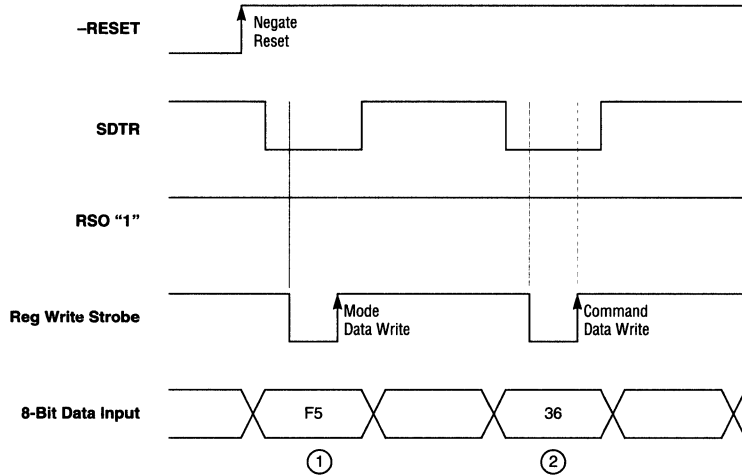 –RESET
Negate
Reset
SDTR
RSO “1”
Reg Write Strobe
Mode
Data Write
Command
Data Write
8-Bit Data Input
F5
36
1
2